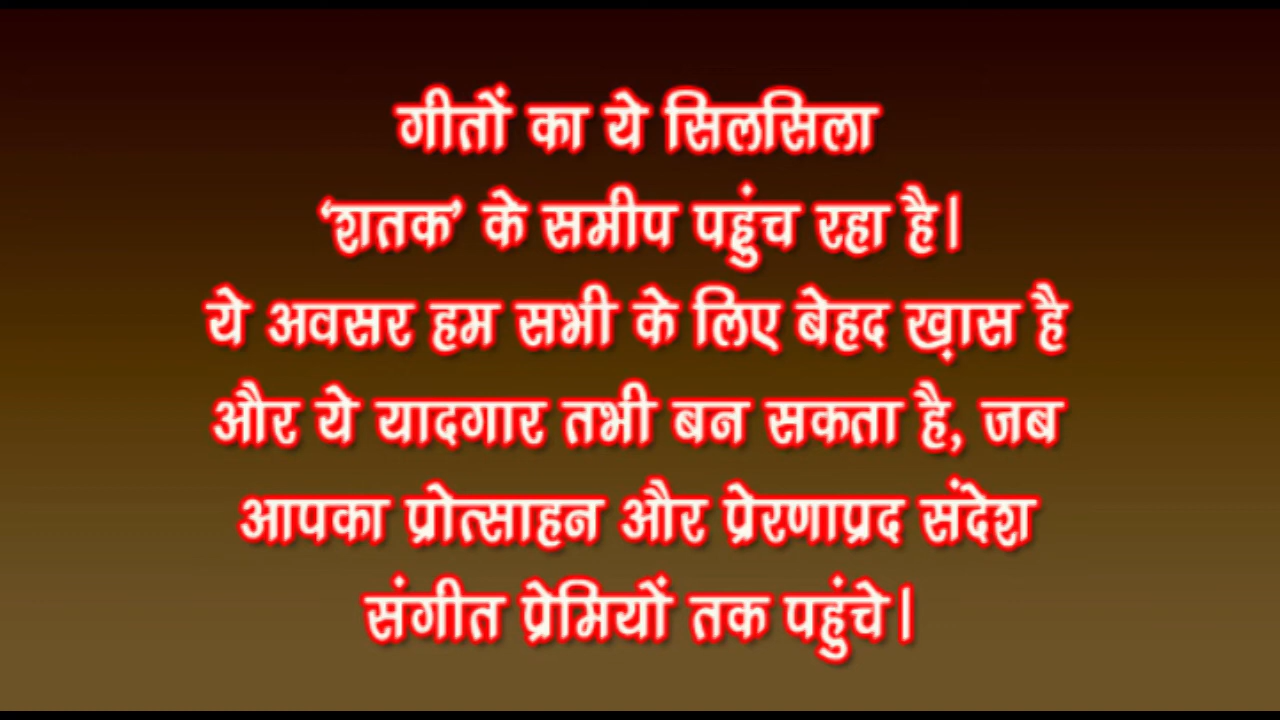 गीतों का ये सिलसिला
‘शतक’ के समीप पहुंच रहा है।
ये अवसर हम सभी के लिए बेहद ख़ास है
और ये यादगार तभी बन सकता है, जब
आपका प्रोत्साहन और प्रेरणाप्रद संदेश
संगीत प्रेमियों तक पहुंचे।